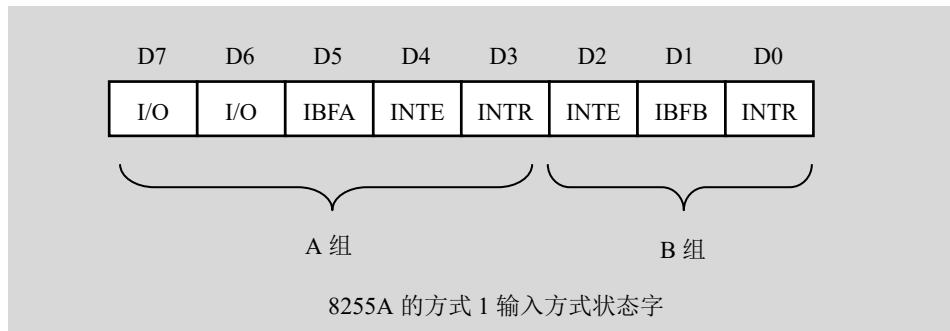 D7 D6 D5 D4 D3 D2 D1 D0
I/O I/O IBFA INTE INTR INTE IBFB INTR
A 组 B 组
8255A 的方式 1 输入方式状态字